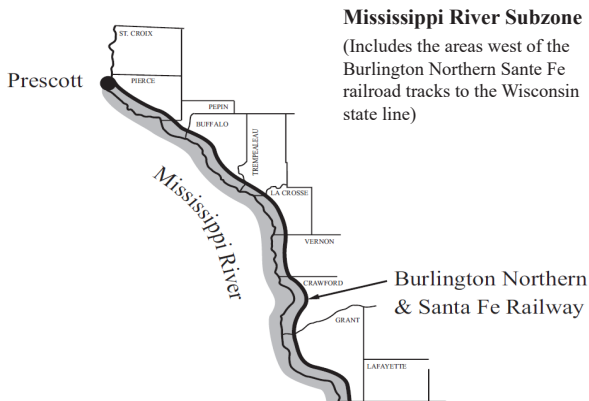 Mississippi River Subzone
(Includes the areas west of the
Burlington Northern Sante Fe
railroad tracks to the Wisconsin
state line)
ST. CROIX
Prescott
PIERCE
PEPIN
BUFFALO
TREMPEALEAU
Mississippi River
LA CROSSE
VERNON
CRAWFORD
Burlington Northern
& Santa Fe Railway
GRANT
LAFAYETTE